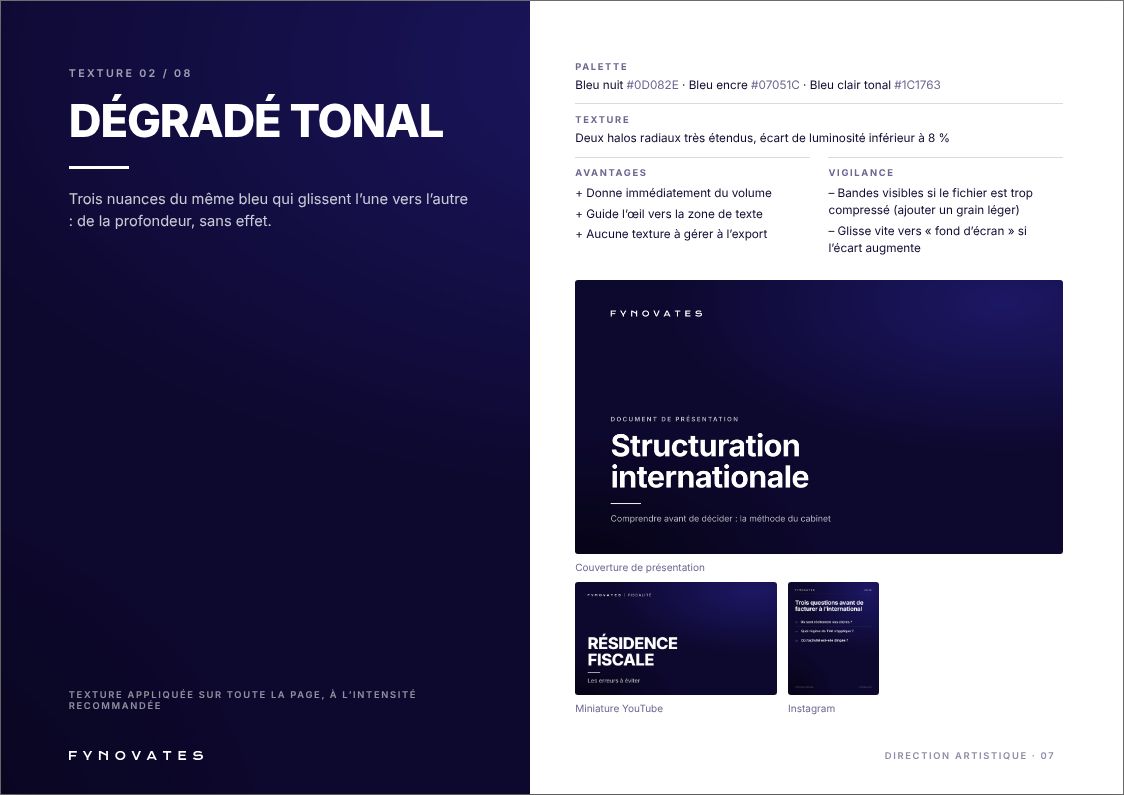 TEXTURE 02 / 08
DÉGRADÉ TONAL
Trois nuances du même bleu qui glissent l’une vers l’autre
: de la profondeur, sans effet.
TEXTURE APPLIQUÉE SUR TOUTE LA PAGE, À L’INTENSITÉ
RECOMMANDÉE
FYNOVATES
PALETTE
Bleu nuit #0D082E · Bleu encre #07051C · Bleu clair tonal #1C1763
TEXTURE
Deux halos radiaux très étendus, écart de luminosité inférieur à 8 %
AVANTAGES
+ Donne immédiatement du volume
+ Guide l’œil vers la zone de texte
+ Aucune texture à gérer à l’export
VIGILANCE
– Bandes visibles si le fichier est trop
compressé (ajouter un grain léger)
– Glisse vite vers « fond d’écran » si
l’écart augmente
FYNOVATES
DOCUMENT DE PRÉSENTATION
Structuration
internationale
Comprendre avant de décider : la méthode du cabinet
Couverture de présentation
FYNOVATES | FISCALITÉ
RÉSIDENCE
FISCALE
Les erreurs à éviter
Miniature YouTube
FYNOVATES
Trois questions avant de
facturer à l’international
Instagram
DIRECTION ARTISTIQUE · 07